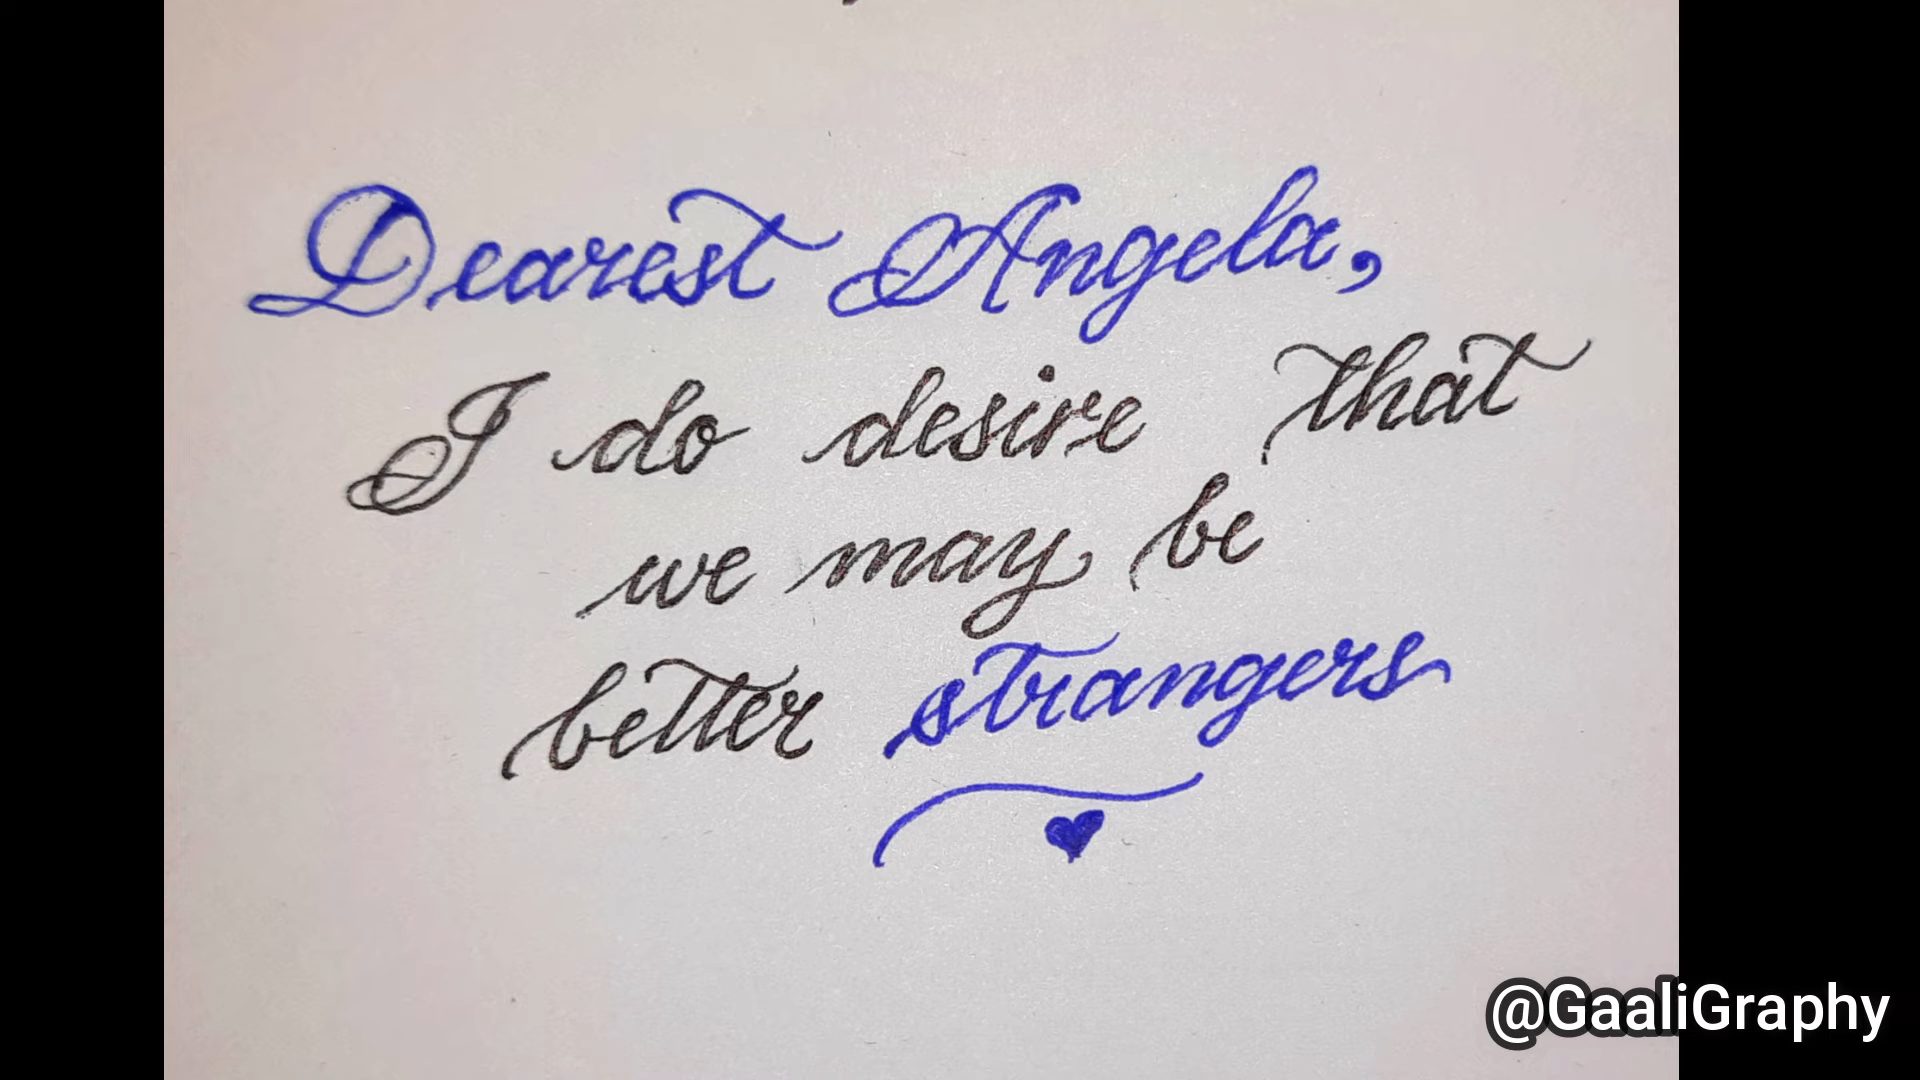 Dearest Angela,
I do desire that
we may be
better strangers
@GaaliGraphy